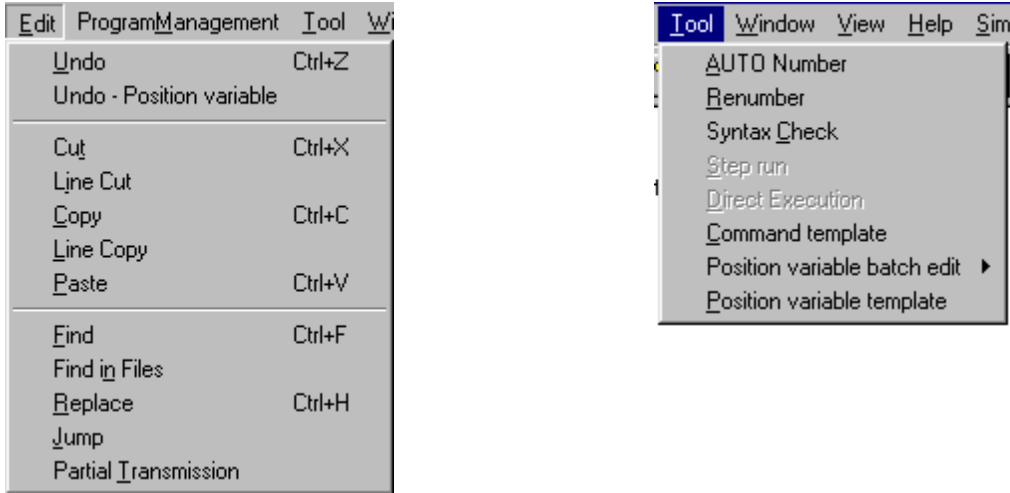 Edit ProgramManagement Tool
Undo Ctrl+Z
Undo - Position variable
Cut Ctrl+X
Line Cut
Copy Ctrl+C
Line Copy
Paste Ctrl+V
Find Ctrl+F
Find in Files
Replace Ctrl+H
Jump
Partial Transmission
Tool Window View Help Sim
AUTO Number
Renumber
Syntax Check
Step run
Direct Execution
Command template
Position variable batch edit
Position variable template